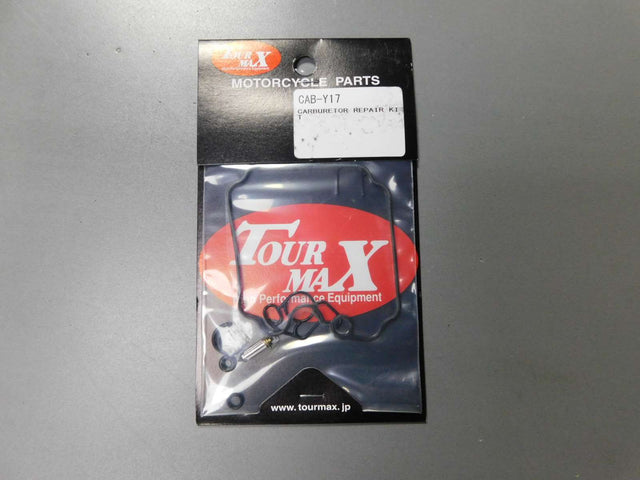 TOUR
MAX
MOTORCYCLE PARTS
CAB-Y17
CARBURETOR REPAIR KI
T
TOUR
MAX
Performance Equipment
www.tourmax.jp